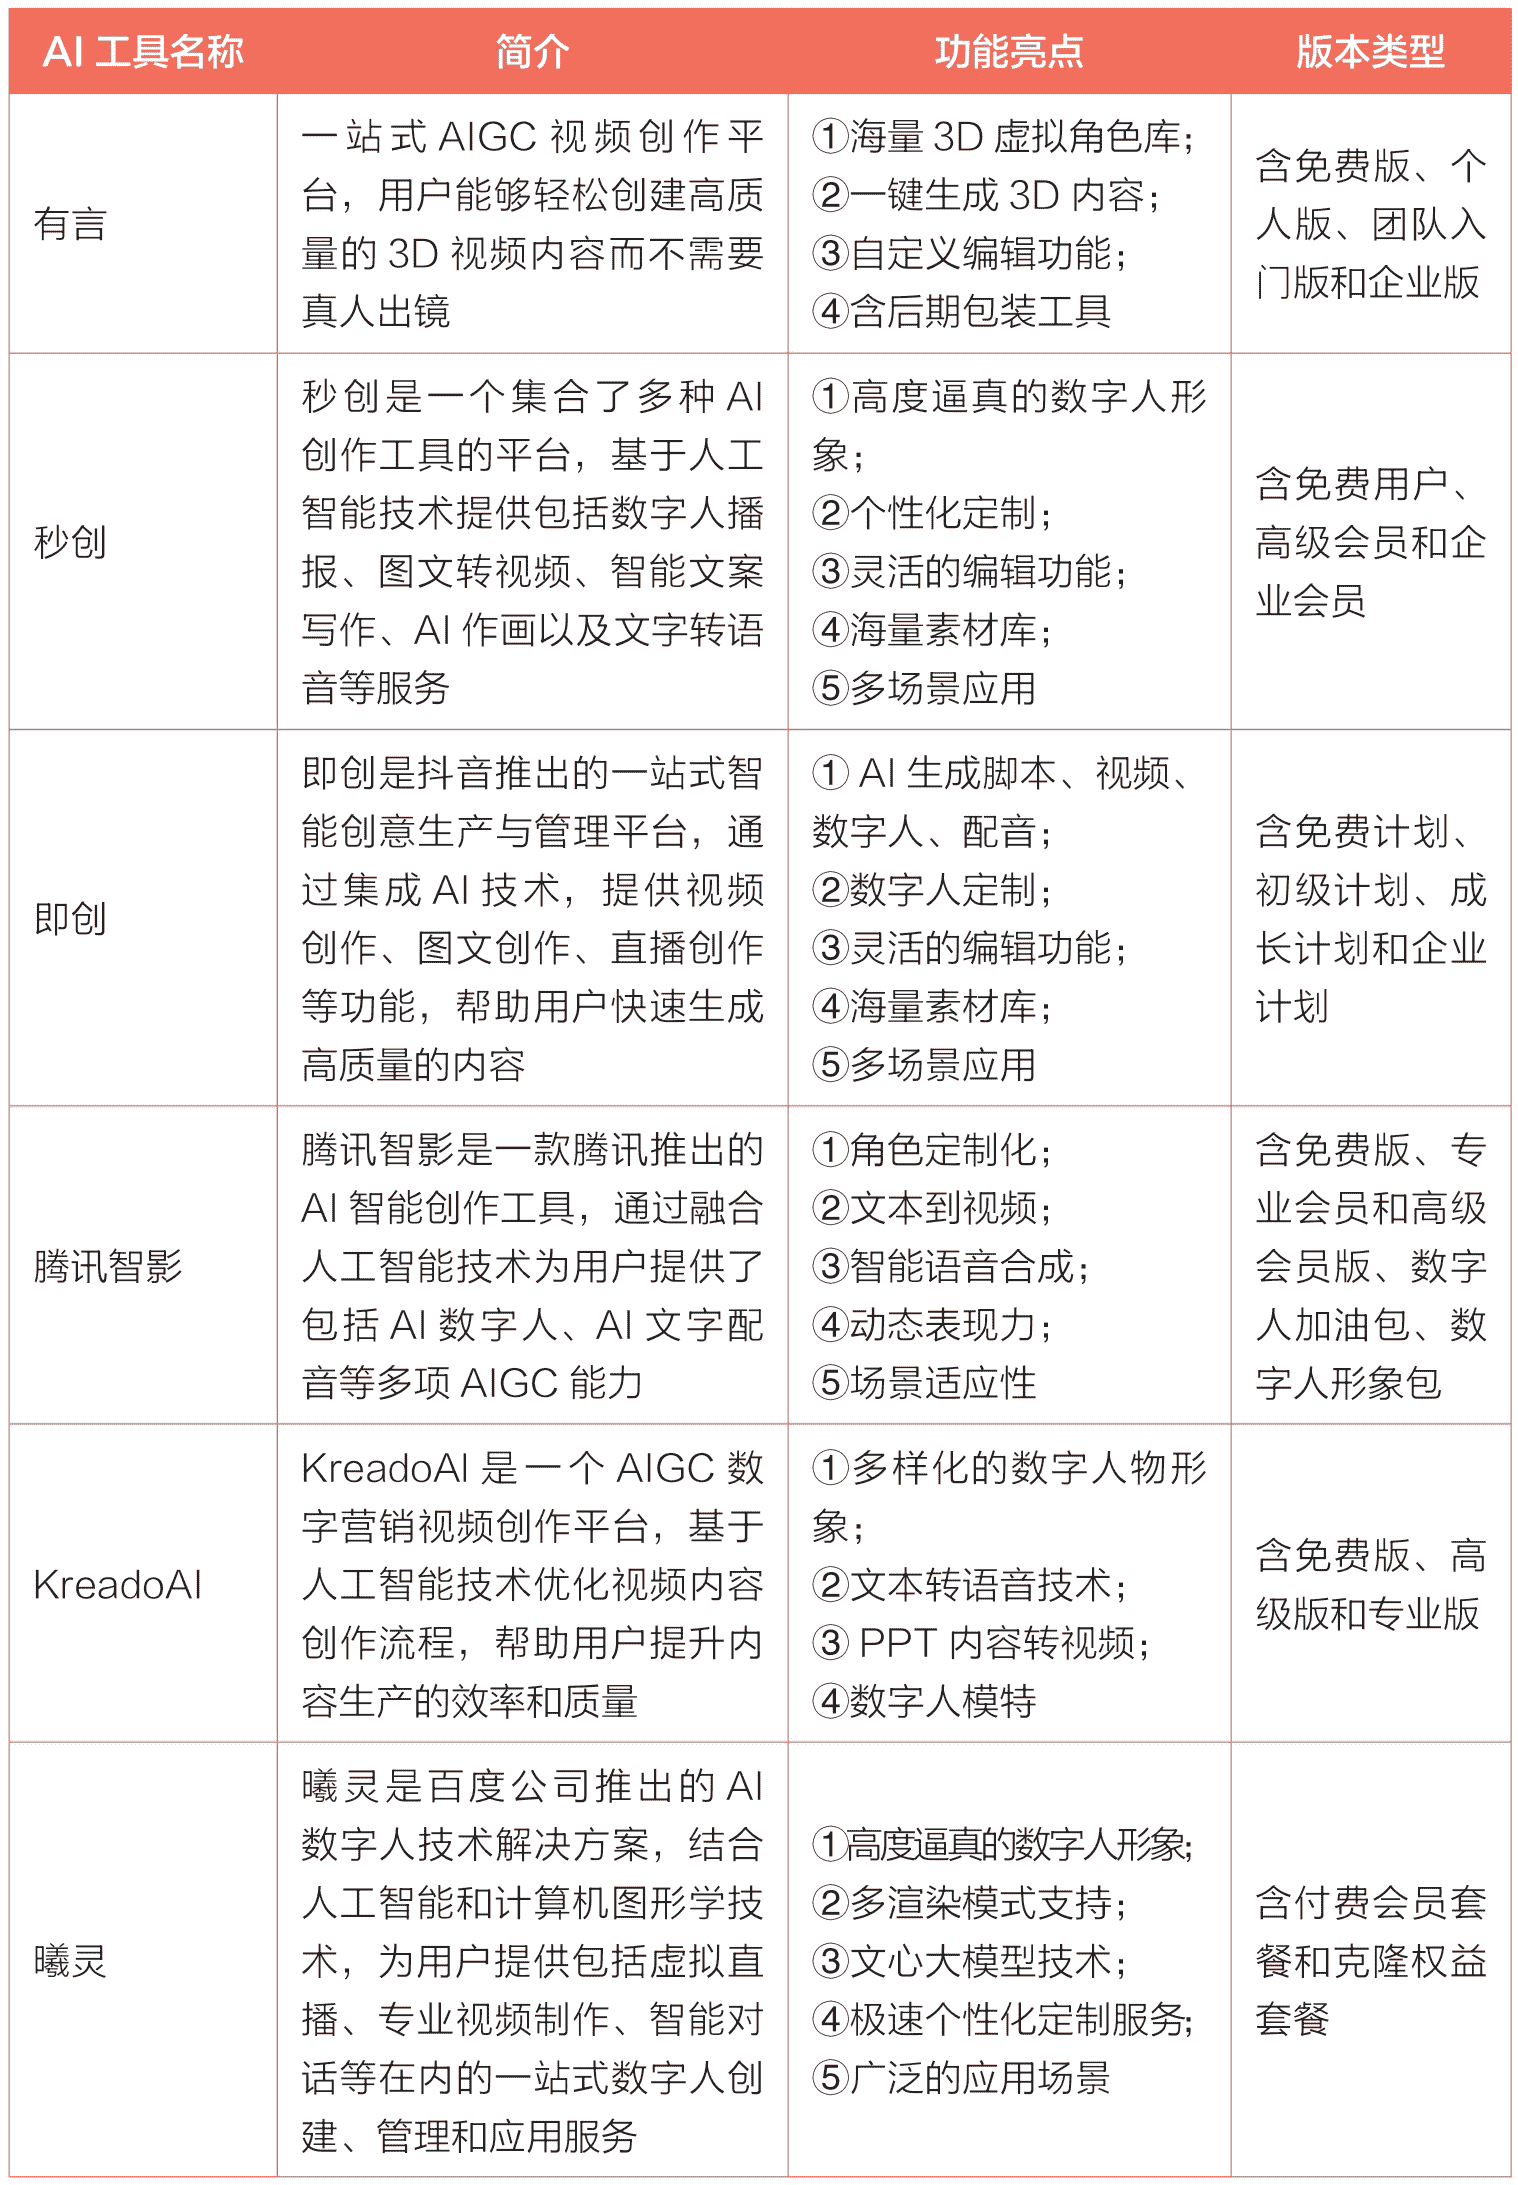 AI 工具名称
简介
功能亮点
版本类型
有言
一站式 AIGC 视频创作平
台，用户能够轻松创建高质
量的 3D 视频内容而不需要
真人出镜
①海量 3D 虚拟角色库；
②一键生成 3D 内容；
③自定义编辑功能；
④含后期包装工具
含免费版、个
人版、团队入
门版和企业版
秒创
秒创是一个集合了多种 AI
创作工具的平台，基于人工
智能技术提供包括数字人播
报、图文转视频、智能文案
写作、AI 作画以及文字转语
音等服务
①高度逼真的数字人形
象；
②个性化定制；
③灵活的编辑功能；
④海量素材库；
⑤多场景应用
含免费用户、
高级会员和企
业会员
即创
即创是抖音推出的一站式智
能创意生产与管理平台，通
过集成 AI 技术，提供视频
创作、图文创作、直播创作
等功能，帮助用户快速生成
高质量的内容
① AI 生成脚本、视频、
数字人、配音；
②数字人定制；
③灵活的编辑功能；
④海量素材库；
⑤多场景应用
含免费计划、
初级计划、成
长计划和企业
计划
腾讯智影
腾讯智影是一款腾讯推出的
AI 智能创作工具，通过融合
人工智能技术为用户提供了
包括 AI 数字人、AI 文字配
音等多项 AIGC 能力
①角色定制化；
②文本到视频；
③智能语音合成；
④动态表现力；
⑤场景适应性
含免费版、专
业会员和高级
会员版、数字
人加油包、数
字人形象包
KreadoAI
KreadoAI 是一个 AIGC 数
字营销视频创作平台，基于
人工智能技术优化视频内容
创作流程，帮助用户提升内
容生产的效率和质量
①多样化的数字人物形
象；
②文本转语音技术；
③ PPT 内容转视频；
④数字人模特
含免费版、高
级版和专业版
曦灵
曦灵是百度公司推出的 AI
数字人技术解决方案，结合
人工智能和计算机图形学技
术，为用户提供包括虚拟直
播、专业视频制作、智能对
话等在内的一站式数字人创
建、管理和应用服务
①高度逼真的数字人形象；
②多渲染模式支持；
③文心大模型技术；
④极速个性化定制服务；
⑤广泛的应用场景
含付费会员套
餐和克隆权益
套餐